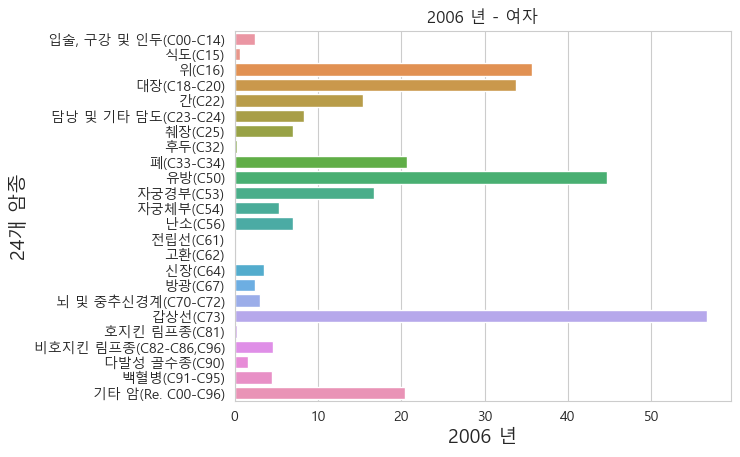 2006 년 - 여자
24개 암종
입술, 구강 및 인두(C00-C14)
식도(C15)
위(C16)
대장(C18-C20)
간(C22)
담낭 및 기타 담도(C23-C24)
췌장(C25)
후두(C32)
폐(C33-C34)
유방(C50)
자궁경부(C53)
자궁체부(C54)
난소(C56)
전립선(C61)
고환(C62)
신장(C64)
방광(C67)
뇌 및 중추신경계(C70-C72)
갑상선(C73)
호지킨 림프종(C81)
비호지킨 림프종(C82-C86,C96)
다발성 골수종(C90)
백혈병(C91-C95)
기타 암(Re. C00-C96)
0 10 20 30 40 50
2006 년